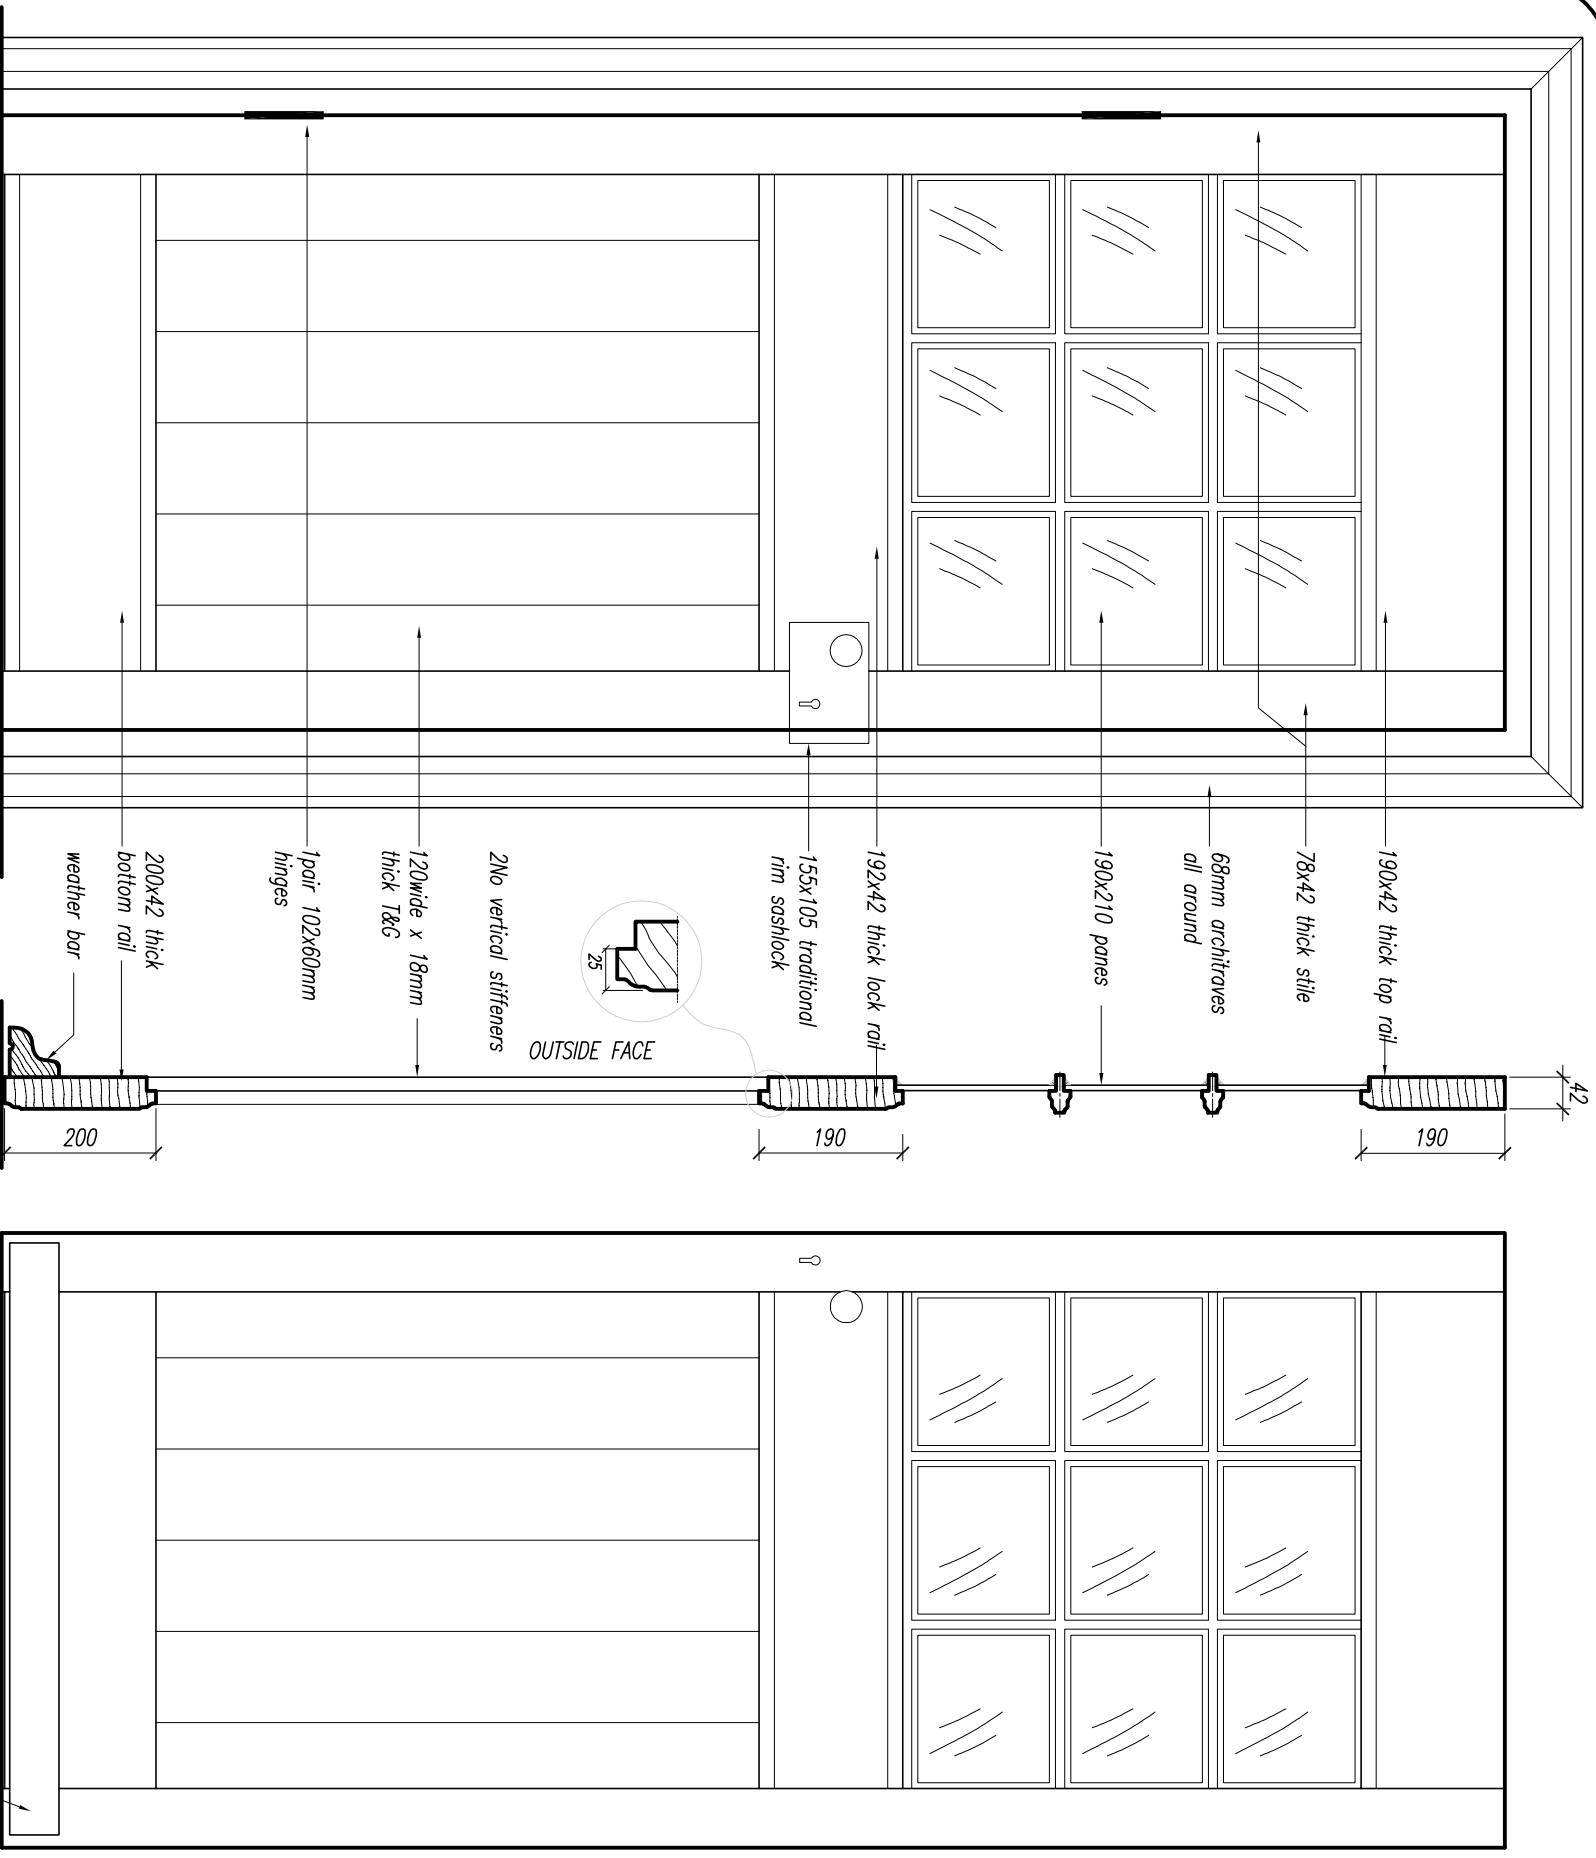 42
190x42 thick top rail
190
78x42 thick stile
68mm architraves
all around
190x210 panes
192x42 thick lock rail
190
155x105 traditional
rim sashlock
25
OUTSIDE FACE
2No vertical stiffeners
120wide x 18mm
thick T&G
1pair 102x60mm
hinges
200x42 thick
bottom rail
200
weather bar